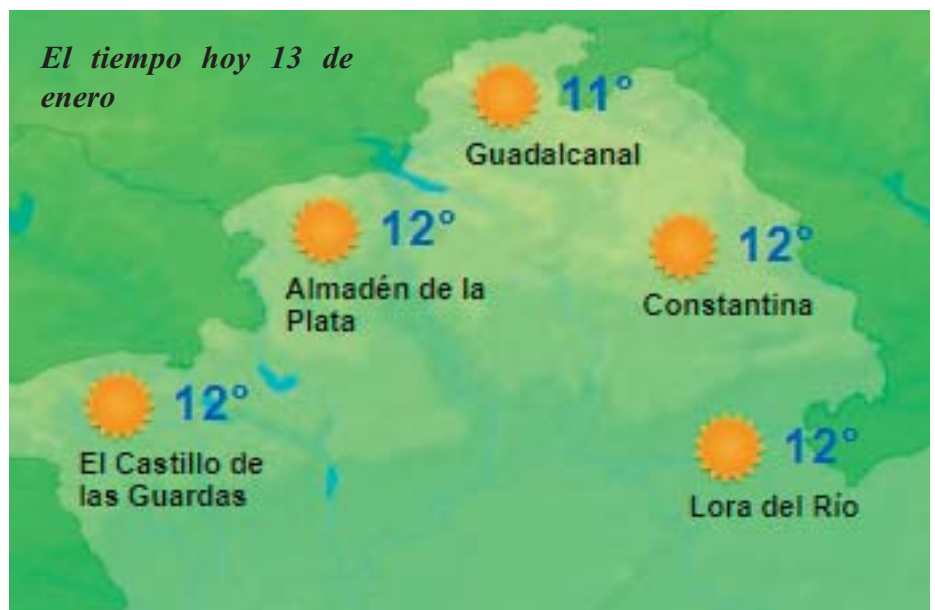 El tiempo hoy 13 de
enero
11°
Guadalcanal
12°
Almadén de la
Plata
12°
Constantina
12°
El Castillo de
las Guardas
12°
Lora del Río